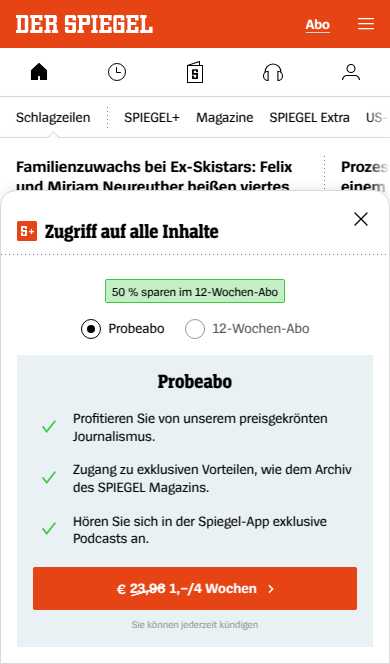 DER SPIEGEL
Abo
Schlagzeilen
SPIEGEL+
Magazine
SPIEGEL Extra
US-
Familienzuwachs bei Ex-Skistars: Felix
und Miriam Neureuther heißen viertes
Prozes
einem
S+ Zugriff auf alle Inhalte
50 % sparen im 12-Wochen-Abo
Probeabo
12-Wochen-Abo
Probeabo
Profitieren Sie von unserem preisgekrönten
Journalismus.
Zugang zu exklusiven Vorteilen, wie dem Archiv
des SPIEGEL Magazins.
Hören Sie sich in der Spiegel-App exklusive
Podcasts an.
€ 23,96 1,–/4 Wochen
Sie können jederzeit kündigen